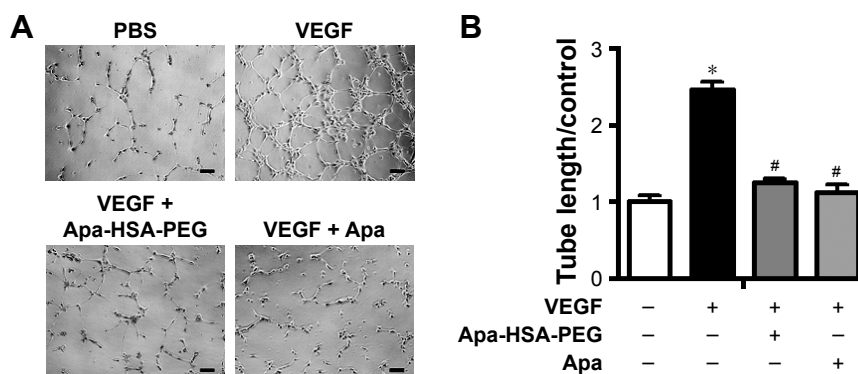 A
PBS
VEGF
VEGF +
Apa-HSA-PEG
VEGF + Apa
B
Tube length/control
3
2
1
0
*
#
#
VEGF – + + +
Apa-HSA-PEG – – + –
Apa – – – +